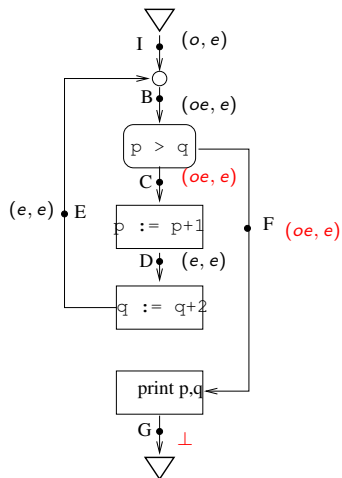 I (o, e)
B (oe, e)
p > q
C (oe, e)
(e, e) E
F (oe, e)
p := p+1
D (e, e)
q := q+2
print p,q
G ⊥